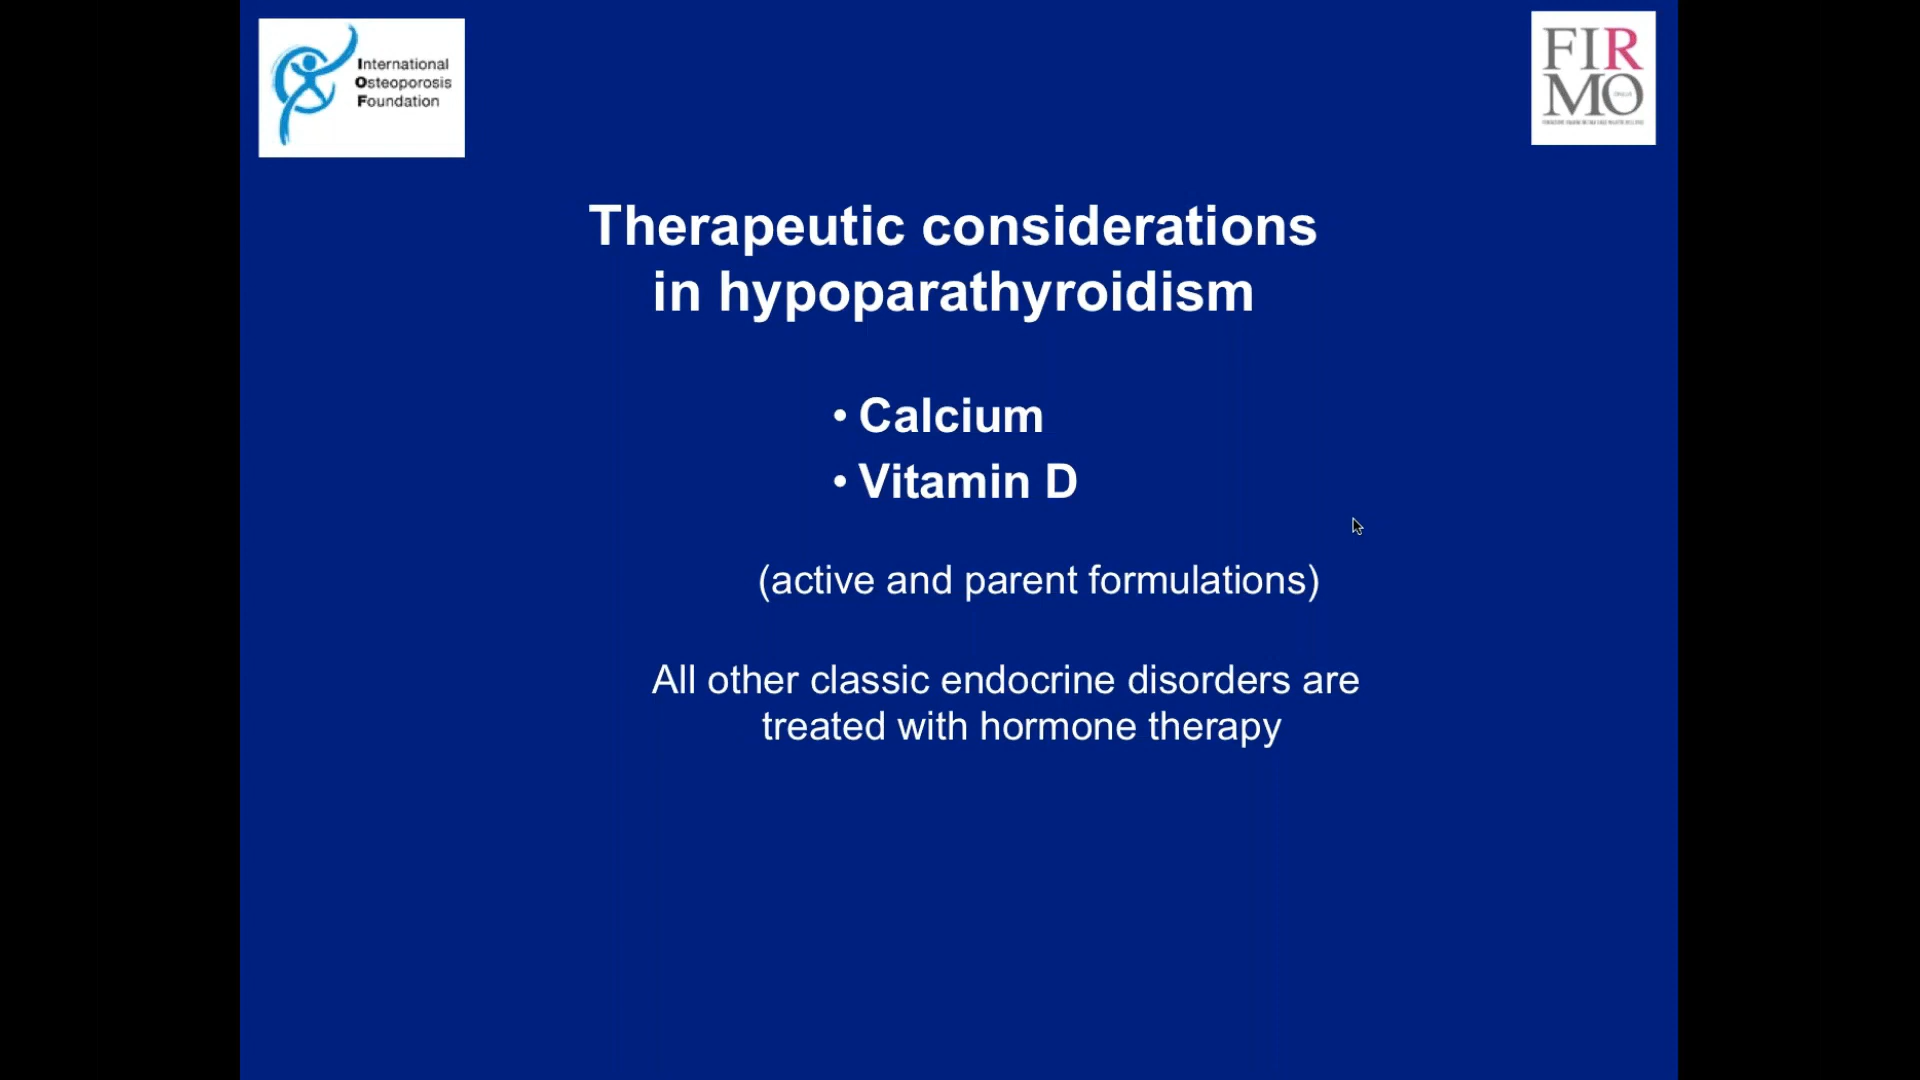 International
Osteoporosis
Foundation
FIR
MO
Therapeutic considerations
in hypoparathyroidism
• Calcium
• Vitamin D
(active and parent formulations)
All other classic endocrine disorders are
treated with hormone therapy